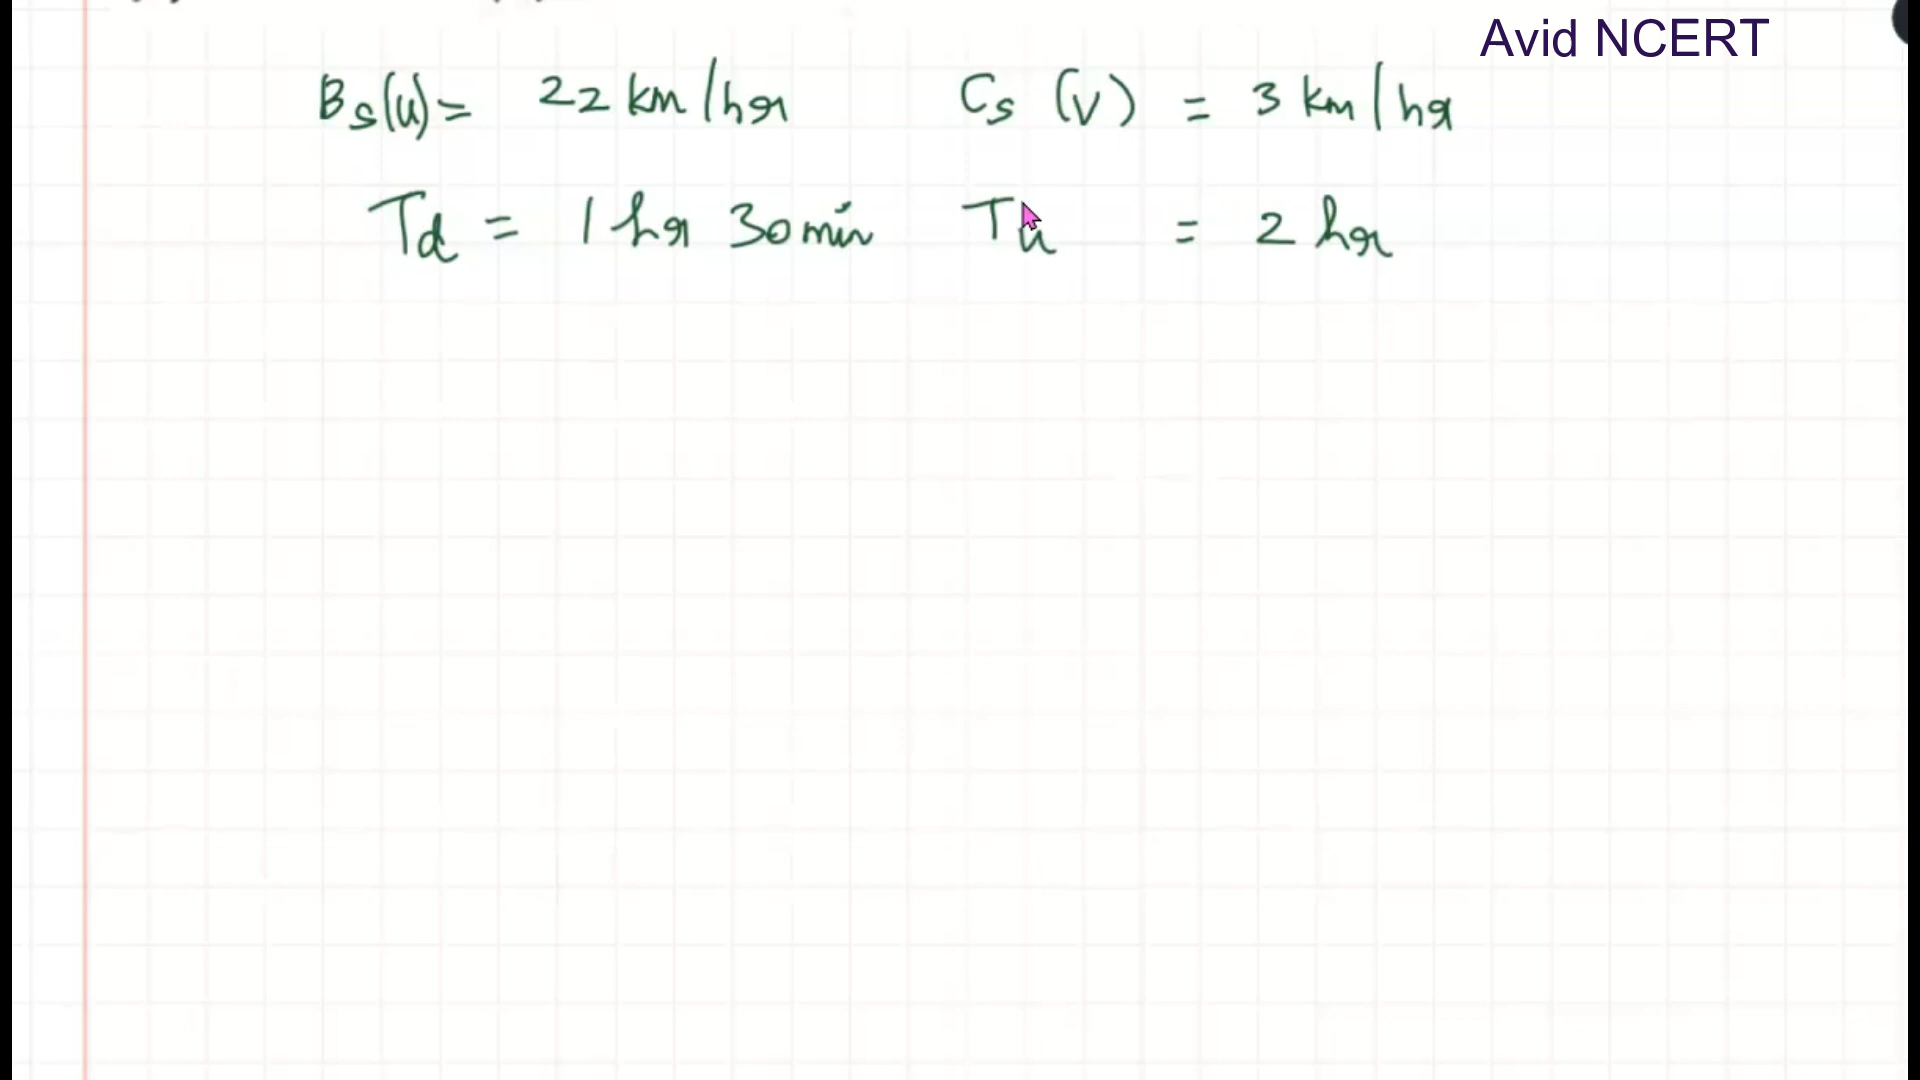 Avid NCERT
Bs(u) = 22 km/hr Cs (v) = 3 km/hr
Td = 1 hr 30 min Tu = 2 hr